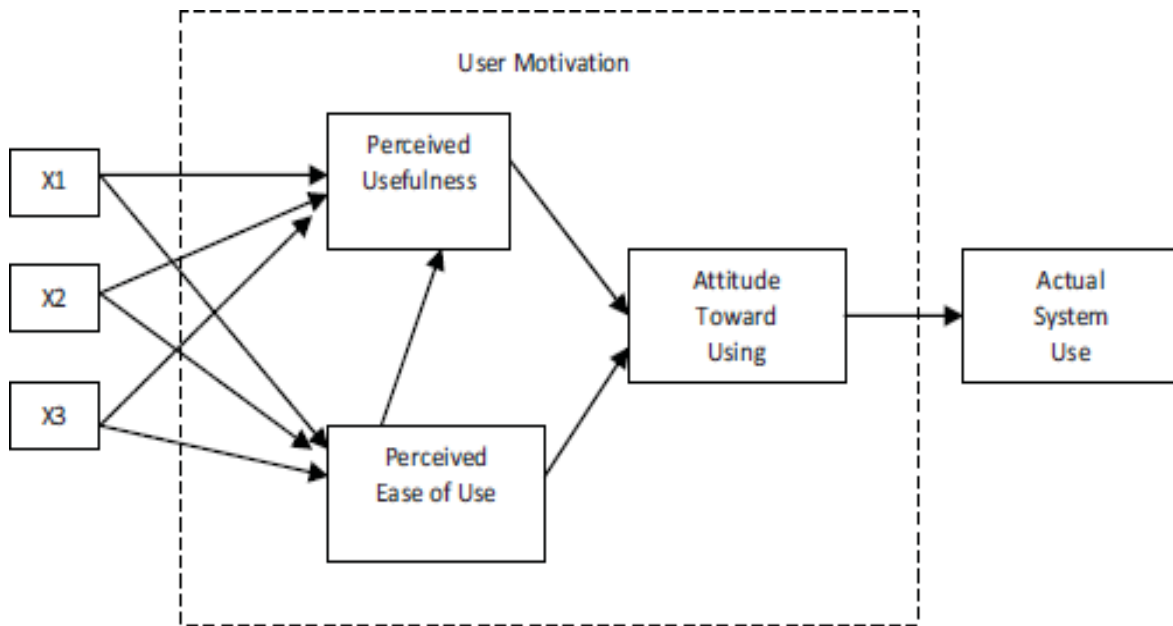 User Motivation
Perceived
Usefulness
X1
X2
X3
Perceived
Ease of Use
Attitude
Toward
Using
Actual
System
Use